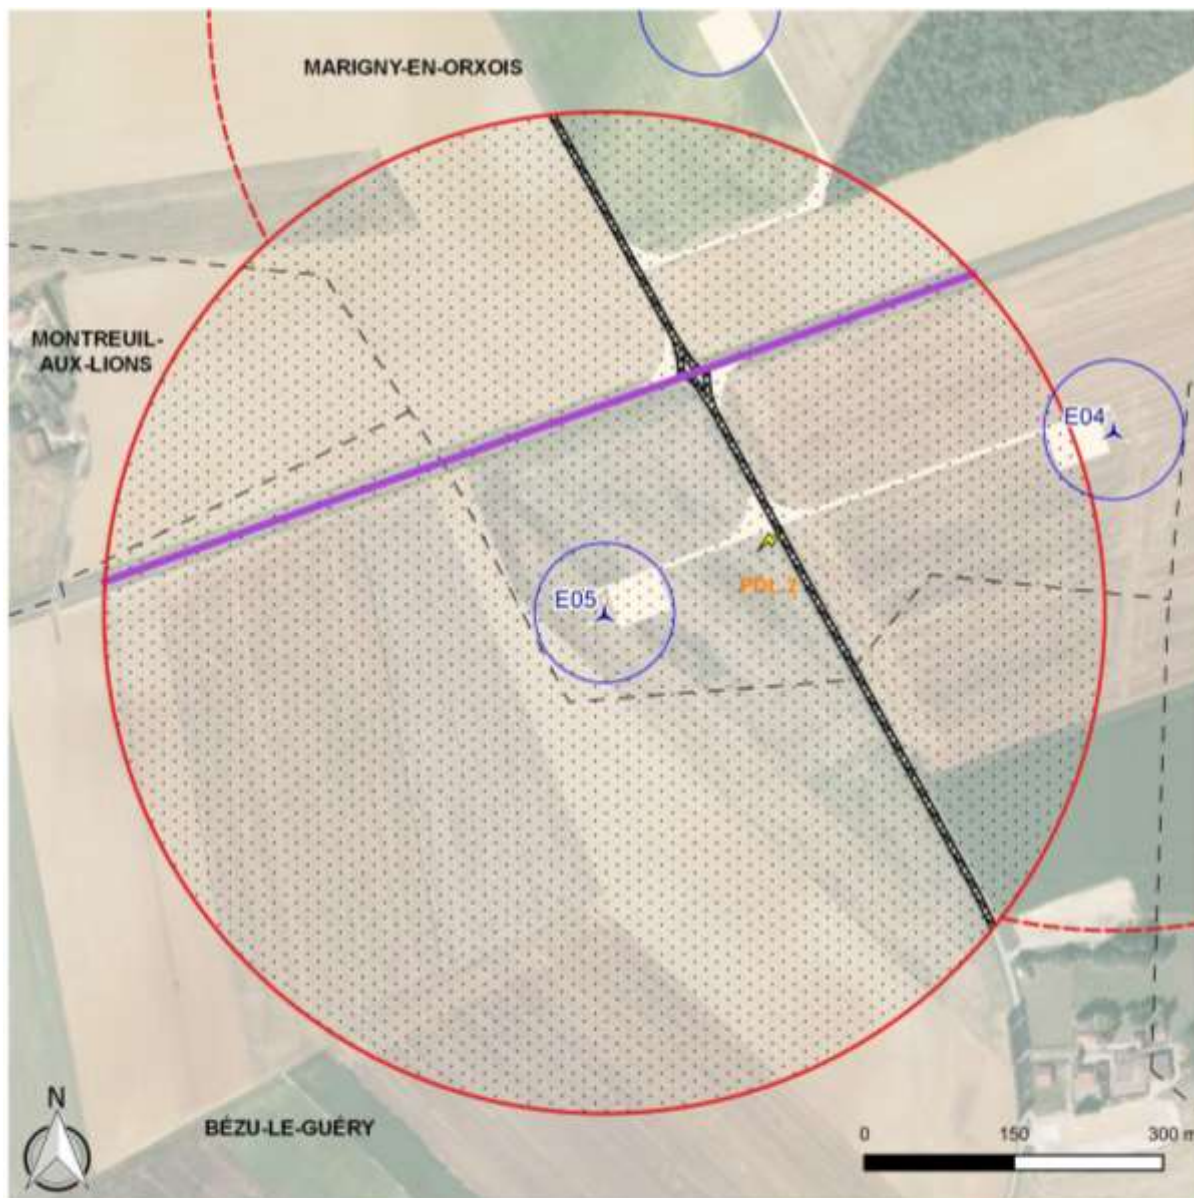 MARIGNY-EN-ORXOIS
MONTREUIL-
AUX-LIONS
E04
E05
PDL 2
N
BÉZU-LE-GUÉRY
0 150 300 m